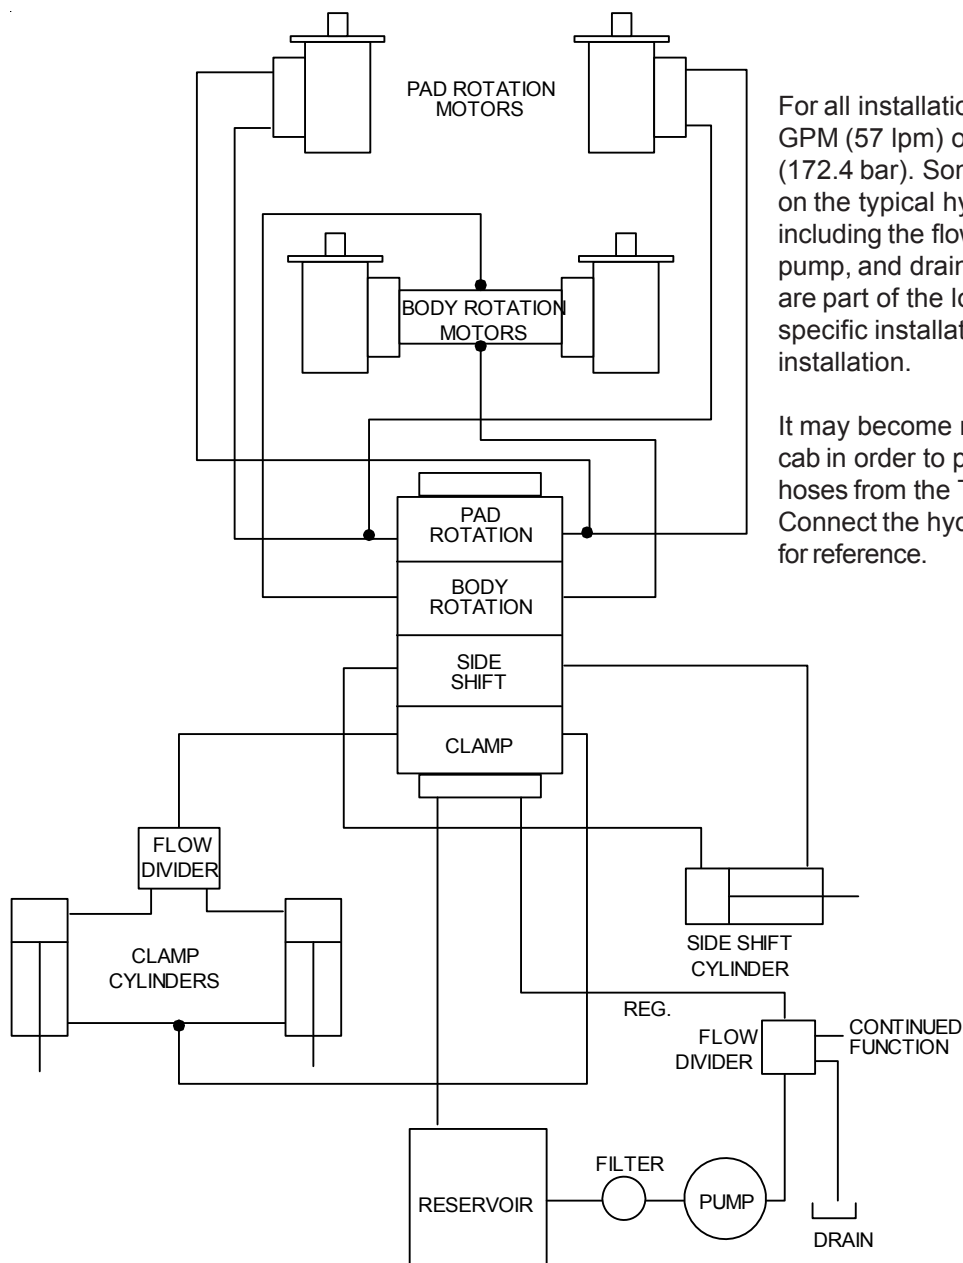 PAD ROTATION
MOTORS
BODY ROTATION
MOTORS
PAD
ROTATION
BODY
ROTATION
SIDE
SHIFT
CLAMP
FLOW
DIVIDER
CLAMP
CYLINDERS
SIDE SHIFT
CYLINDER
REG.
FLOW
DIVIDER
CONTINUED
FUNCTION
RESERVOIR
FILTER
PUMP
DRAIN
For all installatio
GPM (57 lpm) o
(172.4 bar). Som
on the typical hy
including the flow
pump, and drain
are part of the lo
specific installat
installation.
It may become n
cab in order to p
hoses from the T
Connect the hyd
for reference.